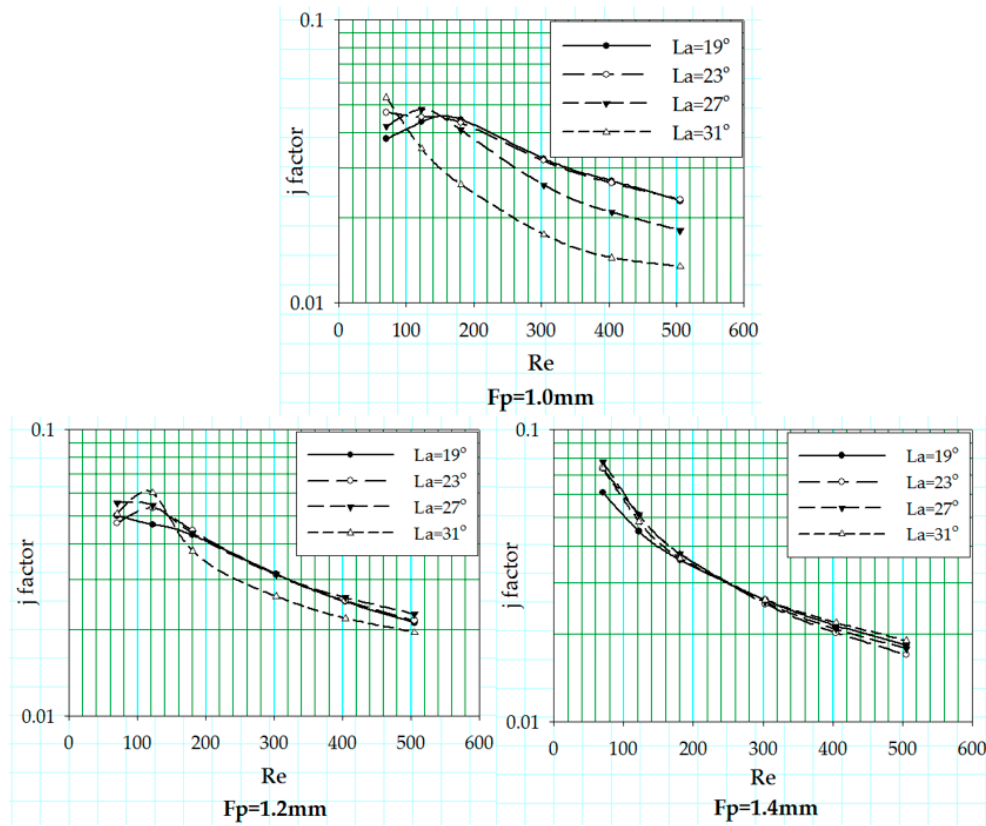 0.1
La=19°
La=23°
La=27°
La=31°
j factor
0.01
0 100 200 300 400 500 600
Re
Fp=1.0mm
0.1
La=19°
La=23°
La=27°
La=31°
j factor
0.01
0 100 200 300 400 500 600
Re
Fp=1.2mm
0.1
La=19°
La=23°
La=27°
La=31°
j factor
0.01
0 100 200 300 400 500 600
Re
Fp=1.4mm